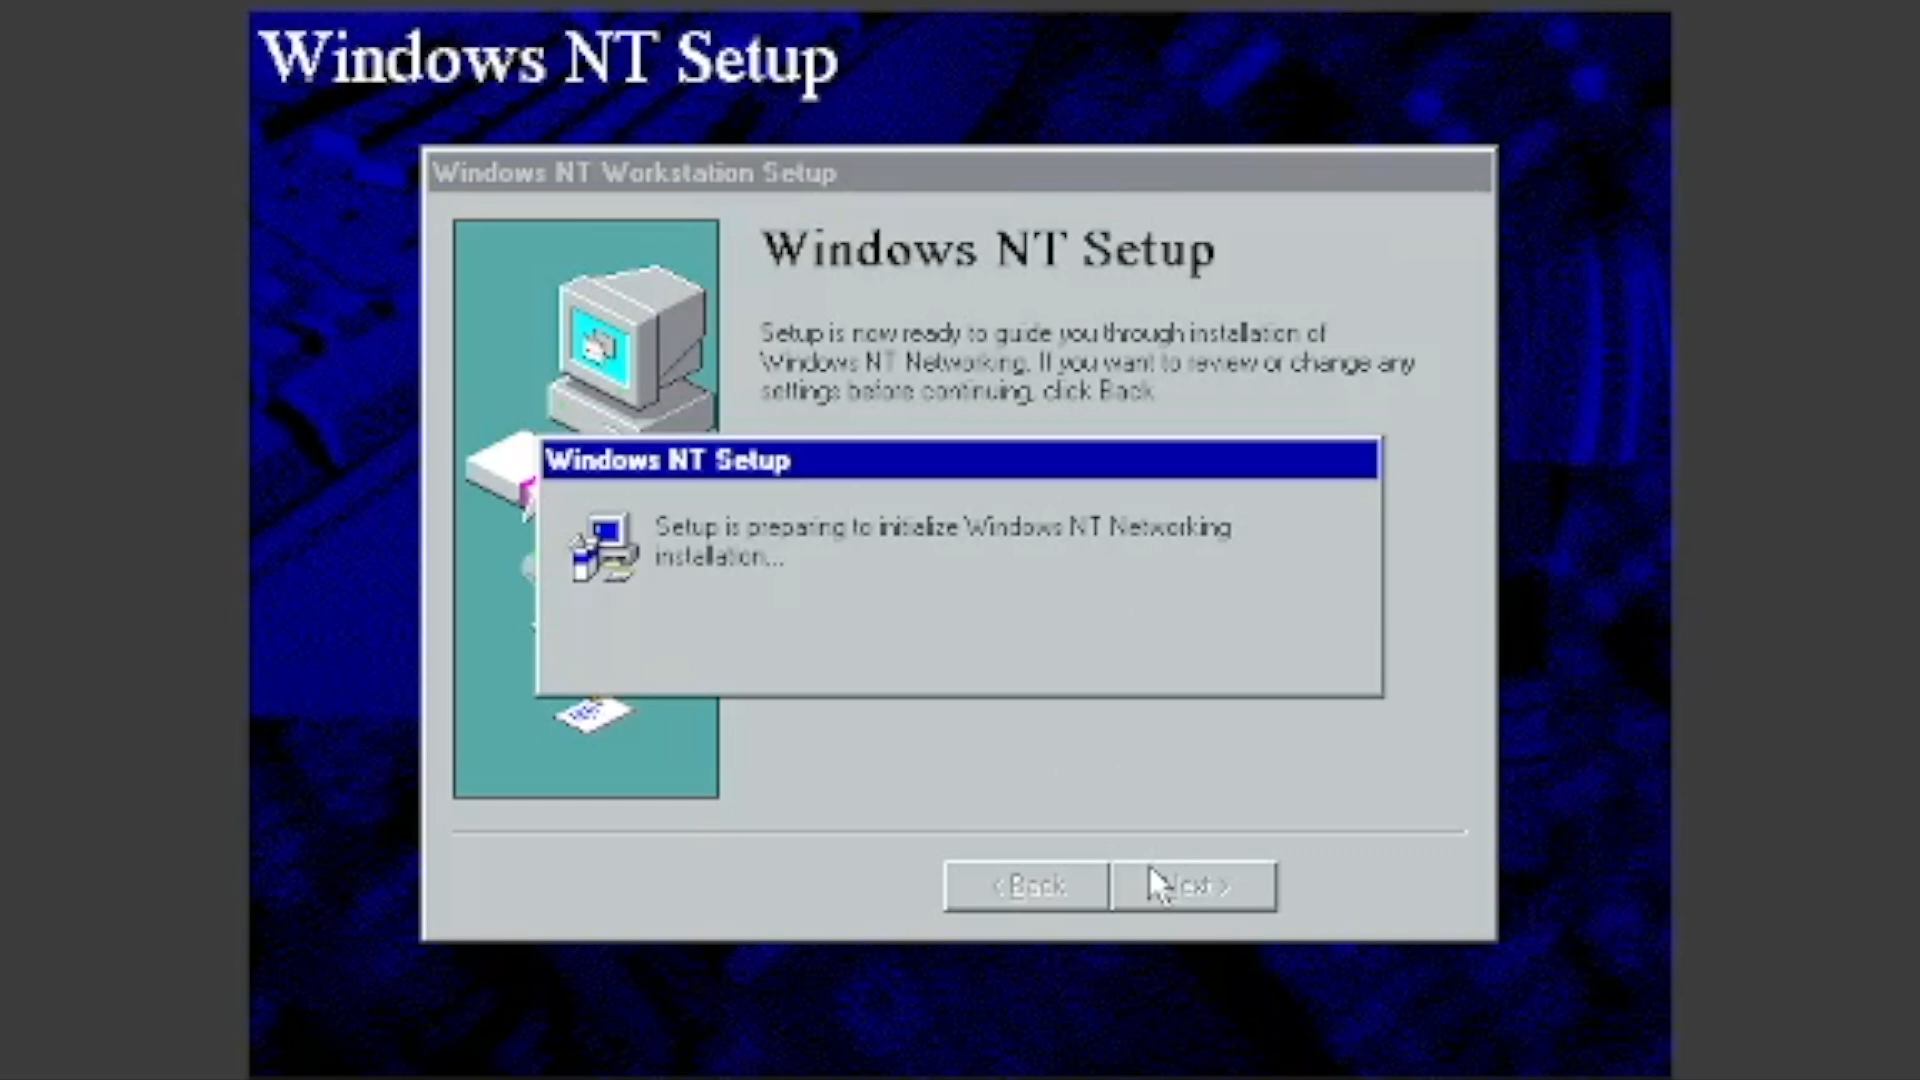 Windows NT Setup
Windows NT Workstation Setup
Windows NT Setup
Setup is now ready to guide you through installation of
Windows NT Networking. If you want to review or change any
settings before continuing, click Back
Windows NT Setup
Setup is preparing to initialize Windows NT Networking
installation...
< Back
ext >